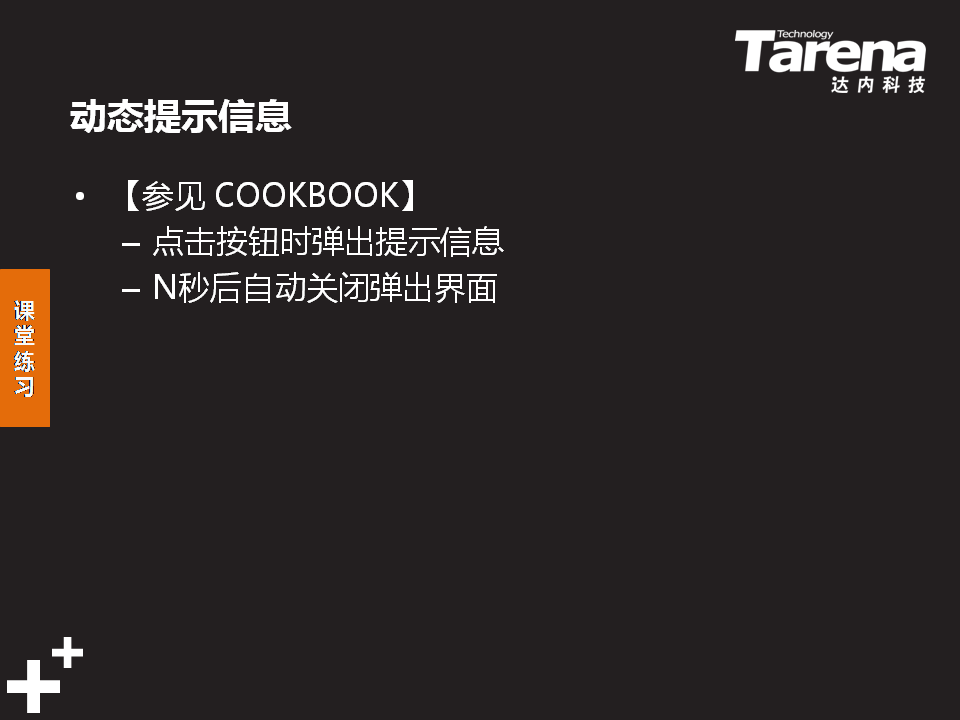 Technology
Tarena
达内科技
动态提示信息
• 【参见 COOKBOOK】
– 点击按钮时弹出提示信息
– N秒后自动关闭弹出界面
课堂练习